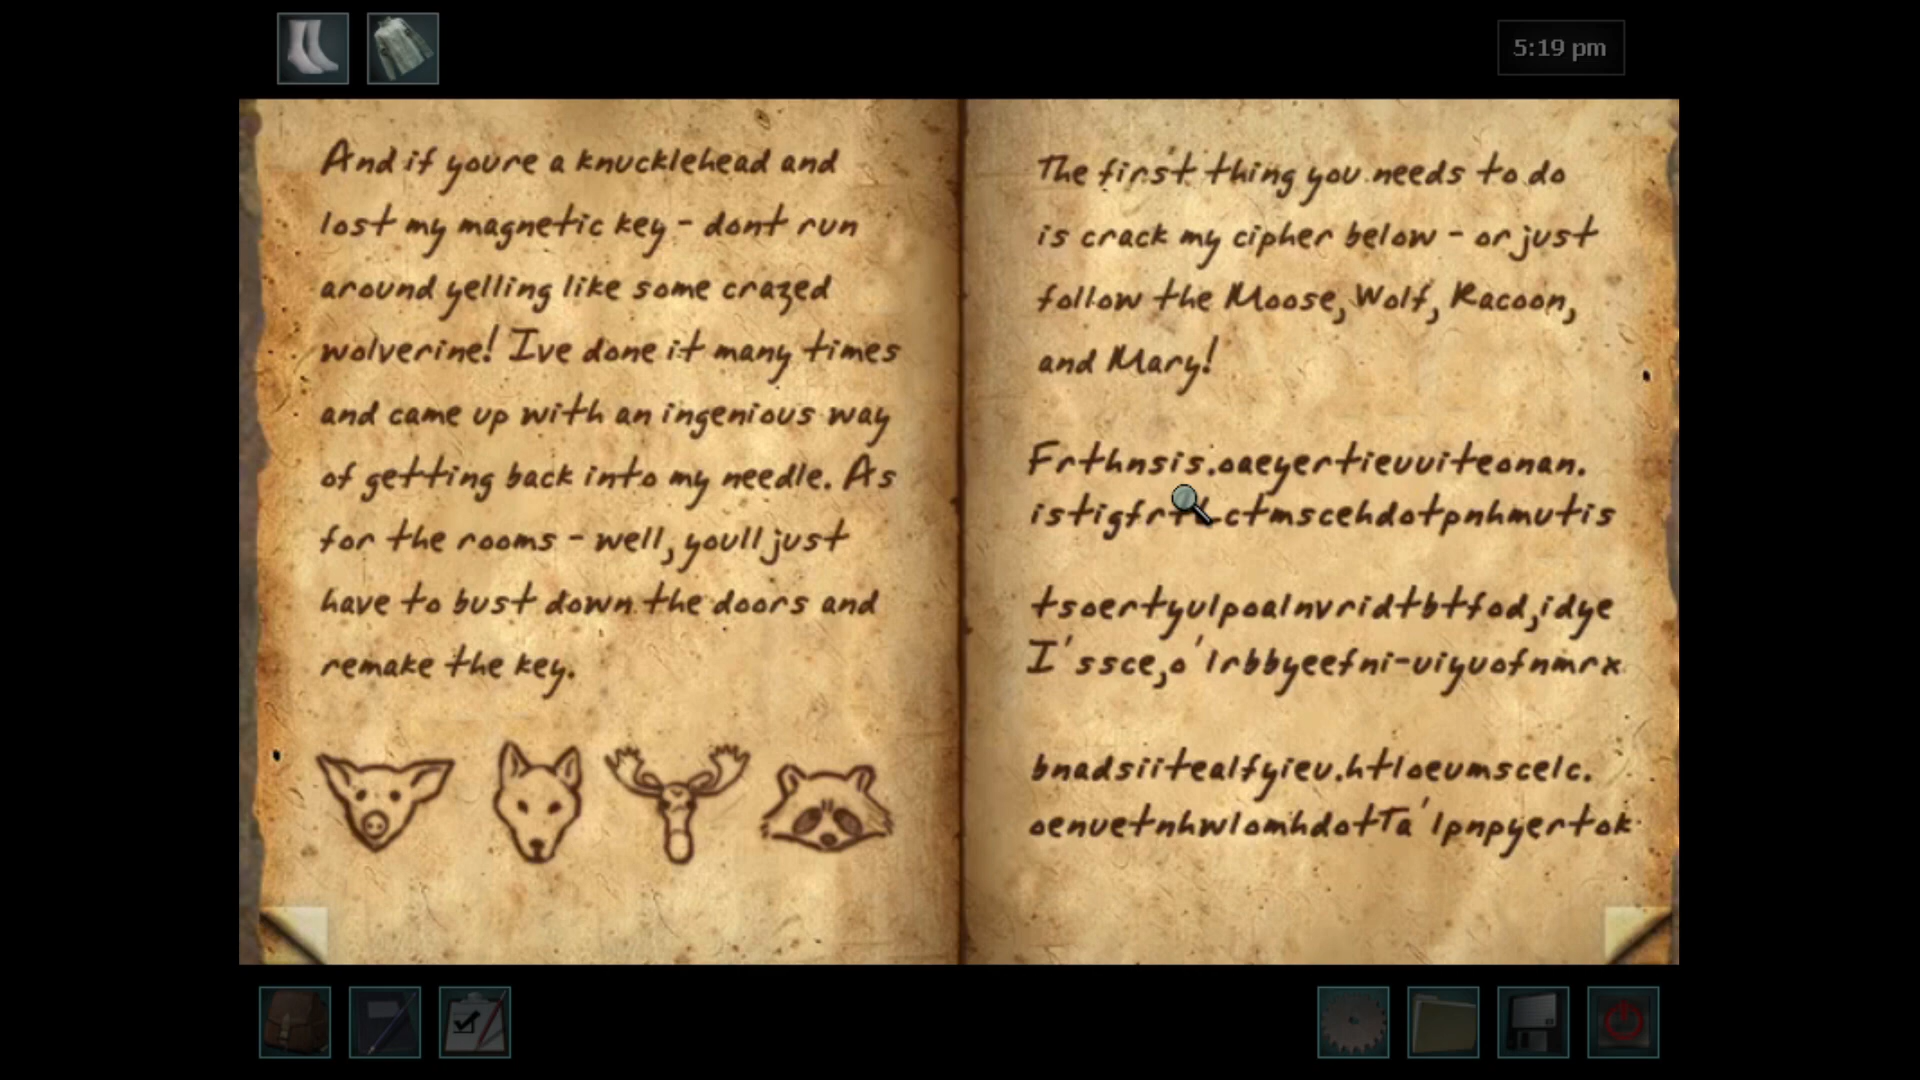 5:19 pm
And if youre a knucklehead and
lost my magnetic key - dont run
around yelling like some crazed
wolverine! Ive done it many times
and came up with an ingenious way
of getting back into my needle. As
for the rooms - well, youll just
have to bust down the doors and
remake the key.
The first thing you needs to do
is crack my cipher below - or just
follow the Moose, Wolf, Racoon,
and Mary!
Frthnsis.oaeyertieuuiteonan.
tsoertyulpoalnvridtbtfod,idye
I'ssce,o'lrbbyeefni-uiyuofnmrx
bnadsiitealfyieu.htloeumscelc.
oenuetnhwlomhdotTa'lpnpyertok